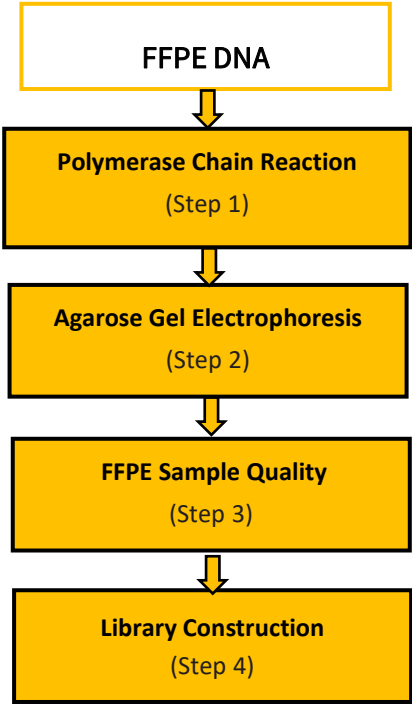 FFPE DNA
Polymerase Chain Reaction
(Step 1)
Agarose Gel Electrophoresis
(Step 2)
FFPE Sample Quality
(Step 3)
Library Construction
(Step 4)